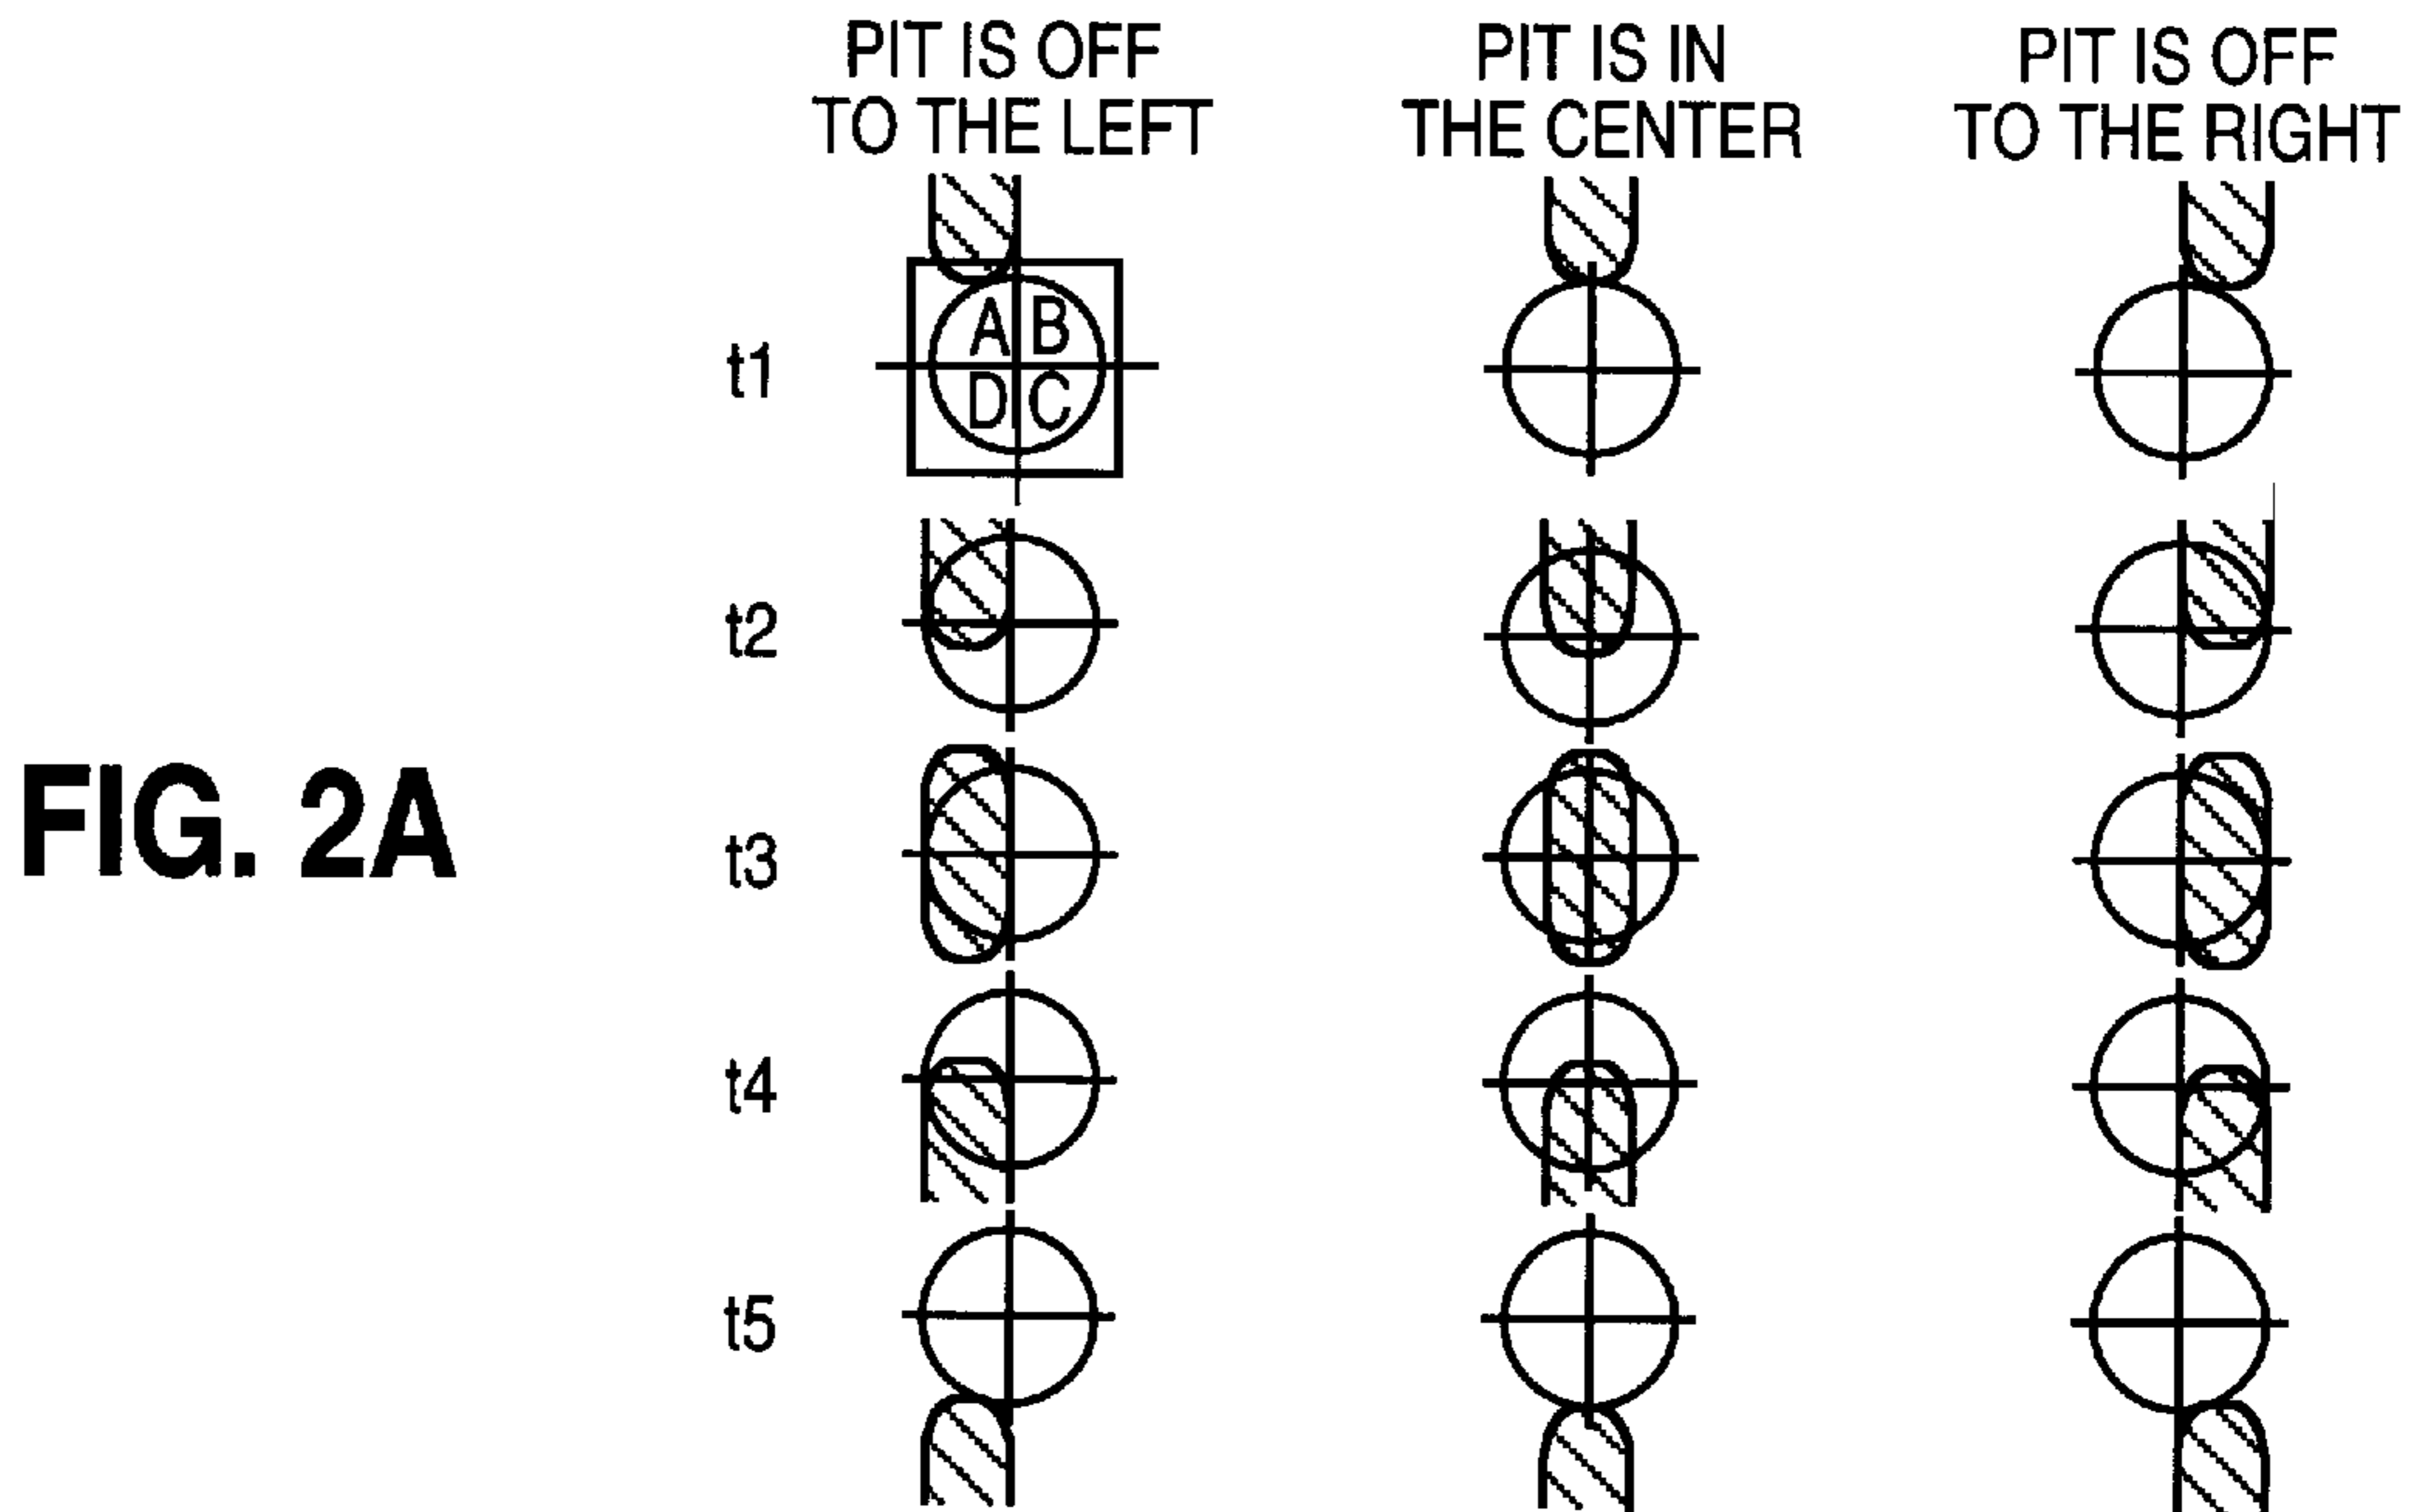 PIT IS OFF
TO THE LEFT
PIT IS IN
THE CENTER
PIT IS OFF
TO THE RIGHT
t1
A B
D C
t2
FIG. 2A
t3
t4
t5